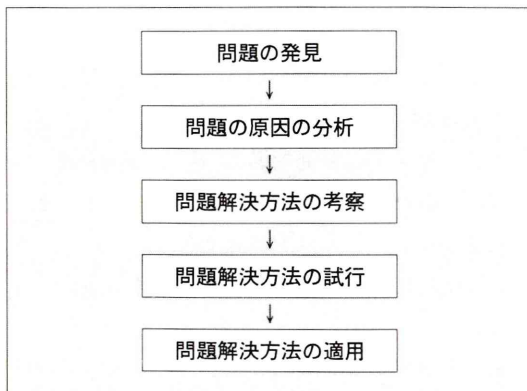 問題の発見
↓
問題の原因の分析
↓
問題解決方法の考察
↓
問題解決方法の試行
↓
問題解決方法の適用